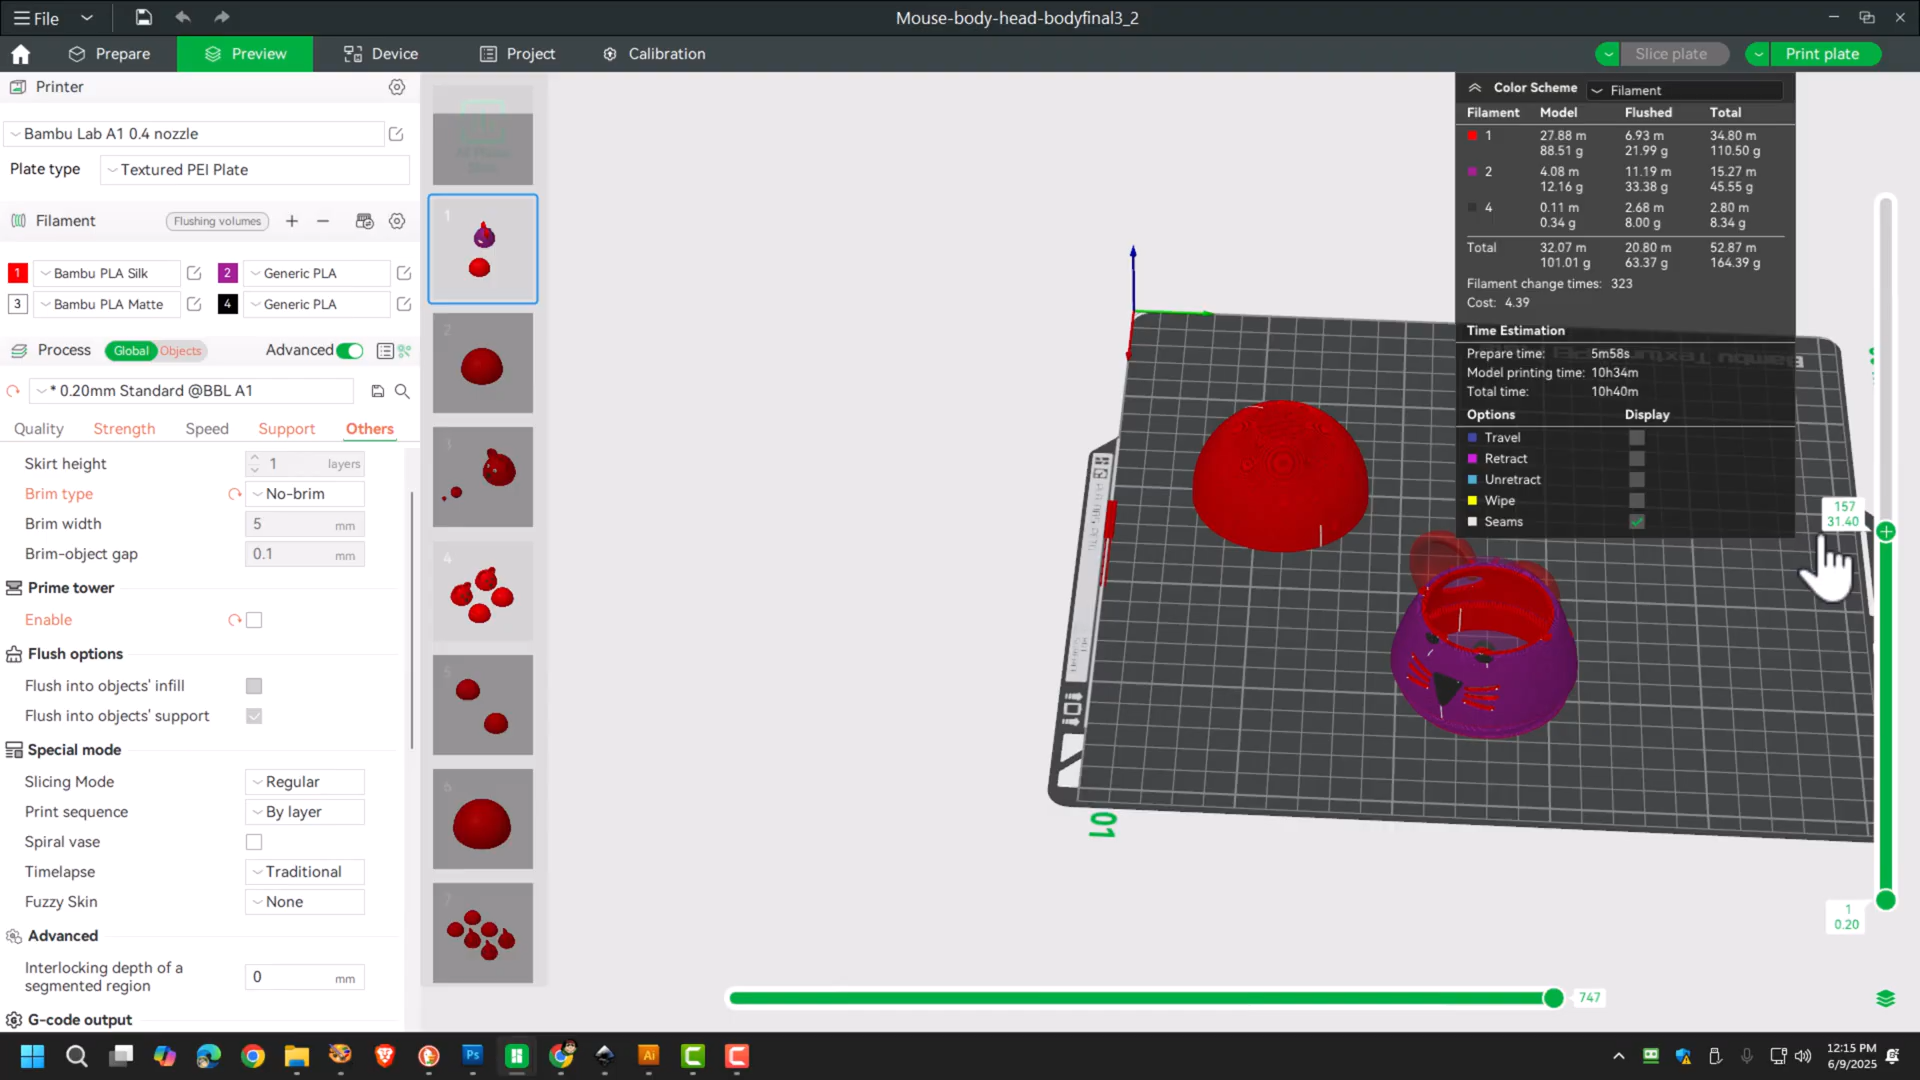 File
Mouse-body-head-bodyfinal3_2
Prepare
Preview
Device
Project
Calibration
Slice plate
Print plate
Printer
Bambu Lab A1 0.4 nozzle
Plate type
Textured PEI Plate
Filament
Flushing volumes
1 Bambu PLA Silk
2 Generic PLA
3 Bambu PLA Matte
4 Generic PLA
Process
Global
Objects
Advanced
* 0.20mm Standard @BBL A1
Quality
Strength
Speed
Support
Others
Skirt height
1 layers
Brim type
No-brim
Brim width
5 mm
Brim-object gap
0.1 mm
Prime tower
Enable
Flush options
Flush into objects' infill
Flush into objects' support
Special mode
Slicing Mode
Regular
Print sequence
By layer
Spiral vase
Timelapse
Traditional
Fuzzy Skin
None
Advanced
Interlocking depth of a
segmented region
0 mm
G-code output
1
2
3
4
5
6
7
Color Scheme
Filament
Filament Model Flushed Total
1 27.88 m 6.93 m 34.80 m
88.51 g 21.99 g 110.50 g
2 4.08 m 11.19 m 15.27 m
12.16 g 33.38 g 45.55 g
4 0.11 m 2.68 m 2.80 m
0.34 g 8.00 g 8.34 g
Total 32.07 m 20.80 m 52.87 m
101.01 g 63.37 g 164.39 g
Filament change times: 323
Cost: 4.39
Time Estimation
Prepare time: 5m58s
Model printing time: 10h34m
Total time: 10h40m
Options Display
Travel
Retract
Unretract
Wipe
Seams
157
31.40
1
0.20
01
747
12:15 PM
6/9/2025